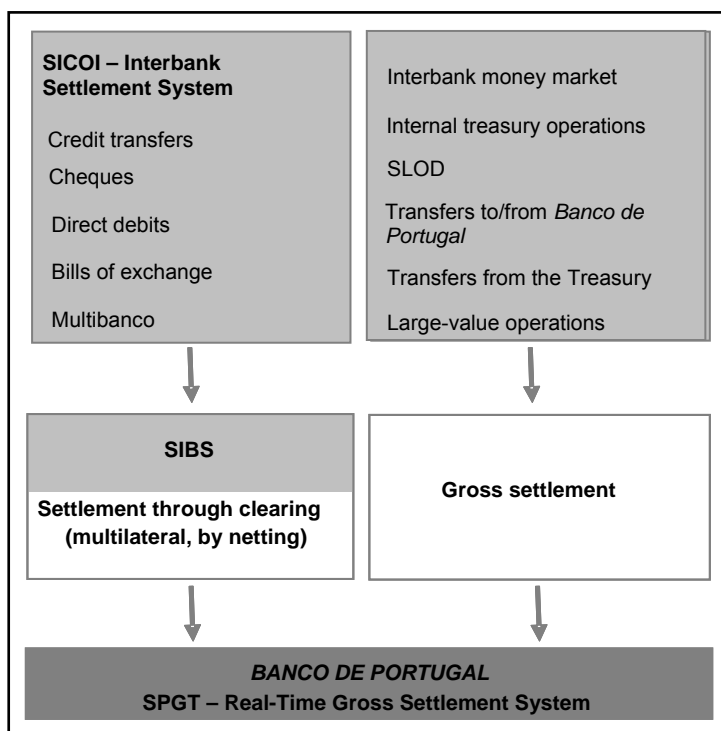 SICOI – Interbank
Settlement System
Credit transfers
Cheques
Direct debits
Bills of exchange
Multibanco
Interbank money market
Internal treasury operations
SLOD
Transfers to/from Banco de
Portugal
Transfers from the Treasury
Large-value operations
SIBS
Settlement through clearing
(multilateral, by netting)
Gross settlement
BANCO DE PORTUGAL
SPGT – Real-Time Gross Settlement System